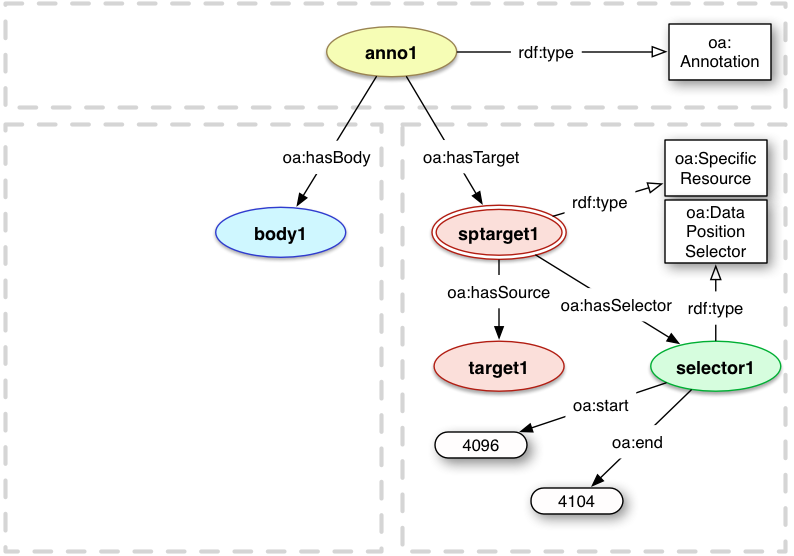 anno1
rdf:type
oa:
Annotation
oa:hasBody
oa:hasTarget
oa:Specific
Resource
rdf:type
body1
sptarget1
oa:Data
Position
Selector
oa:hasSource
oa:hasSelector
rdf:type
target1
selector1
oa:start
4096
oa:end
4104